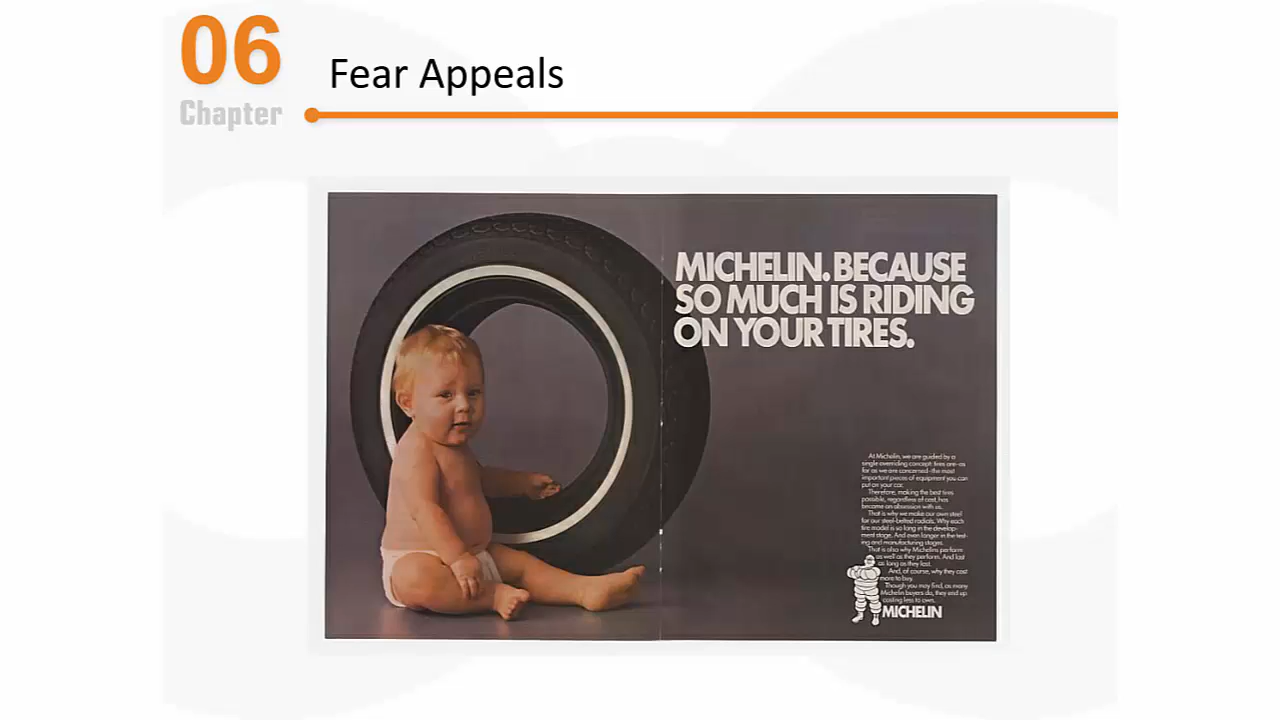 06
Chapter
Fear Appeals
MICHELIN. BECAUSE
SO MUCH IS RIDING
ON YOUR TIRES.
At Michelin, we are guided by a
single overriding concept: tires are-as
far as we are concerned-the most
important pieces of equipment you can
put on your car.
Therefore, making the best tires
possible, regardless of cost, has
become an obsession with us.
That is why we make our own steel
for our steel-belted radials. Why each
tire model is so long in the develop-
ment stage. And even longer in the test-
ing and manufacturing stages.
That is also why Michelins perform
as well as they perform. And last
as long as they last.
And, of course, why they cost
more to buy.
Though you may find, as many
Michelin buyers do, they end up
costing less to own.
MICHELIN